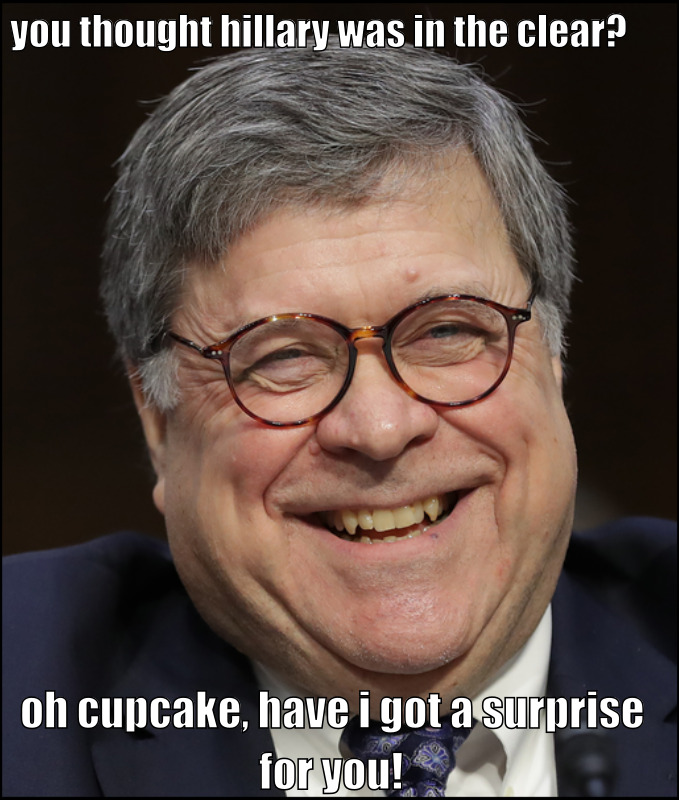 you thought hillary was in the clear?
oh cupcake, have i got a surprise
for you!